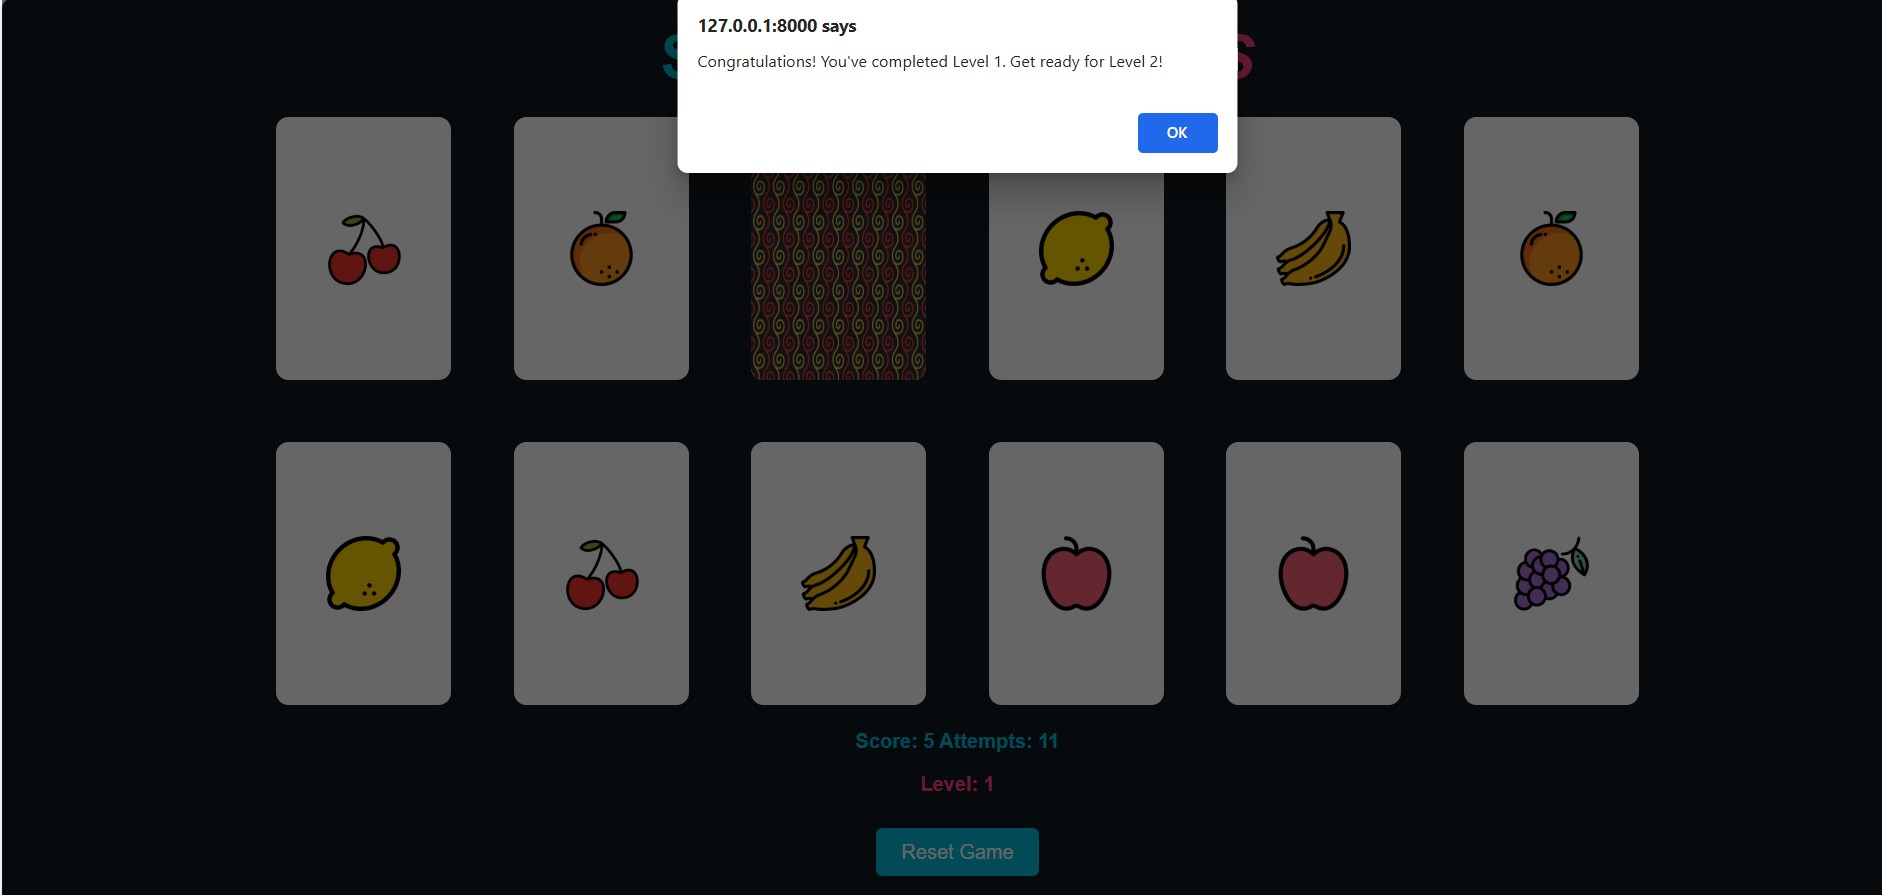 127.0.0.1:8000 says
Congratulations! You've completed Level 1. Get ready for Level 2!
OK
Score: 5 Attempts: 11
Level: 1
Reset Game